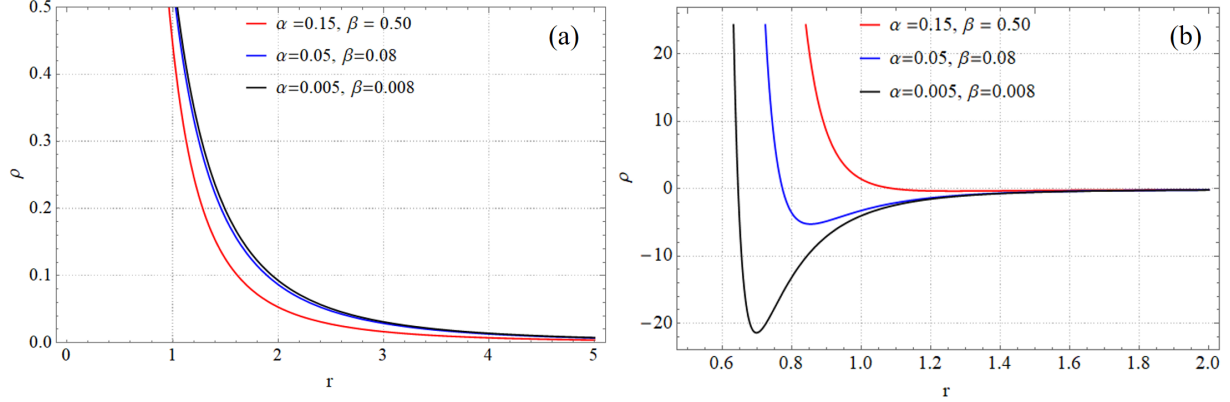 α =0.15, β = 0.50
α=0.05, β=0.08
α=0.005, β=0.008
(a)
0.5
0.4
0.3
0.2
0.1
0.0
ρ
0 1 2 3 4 5
r
α =0.15, β = 0.50
α=0.05, β=0.08
α=0.005, β=0.008
(b)
20
10
0
−10
−20
ρ
0.6 0.8 1.0 1.2 1.4 1.6 1.8 2.0
r